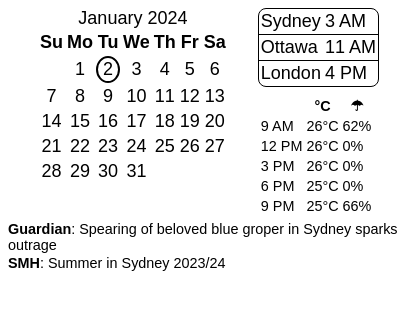 January 2024
Su Mo Tu We Th Fr Sa
1 2 3 4 5 6
7 8 9 10 11 12 13
14 15 16 17 18 19 20
21 22 23 24 25 26 27
28 29 30 31
Sydney 3 AM
Ottawa 11 AM
London 4 PM
°C ☂
9 AM 26°C 62%
12 PM 26°C 0%
3 PM 26°C 0%
6 PM 25°C 0%
9 PM 25°C 66%
Guardian: Spearing of beloved blue groper in Sydney sparks
outrage
SMH: Summer in Sydney 2023/24